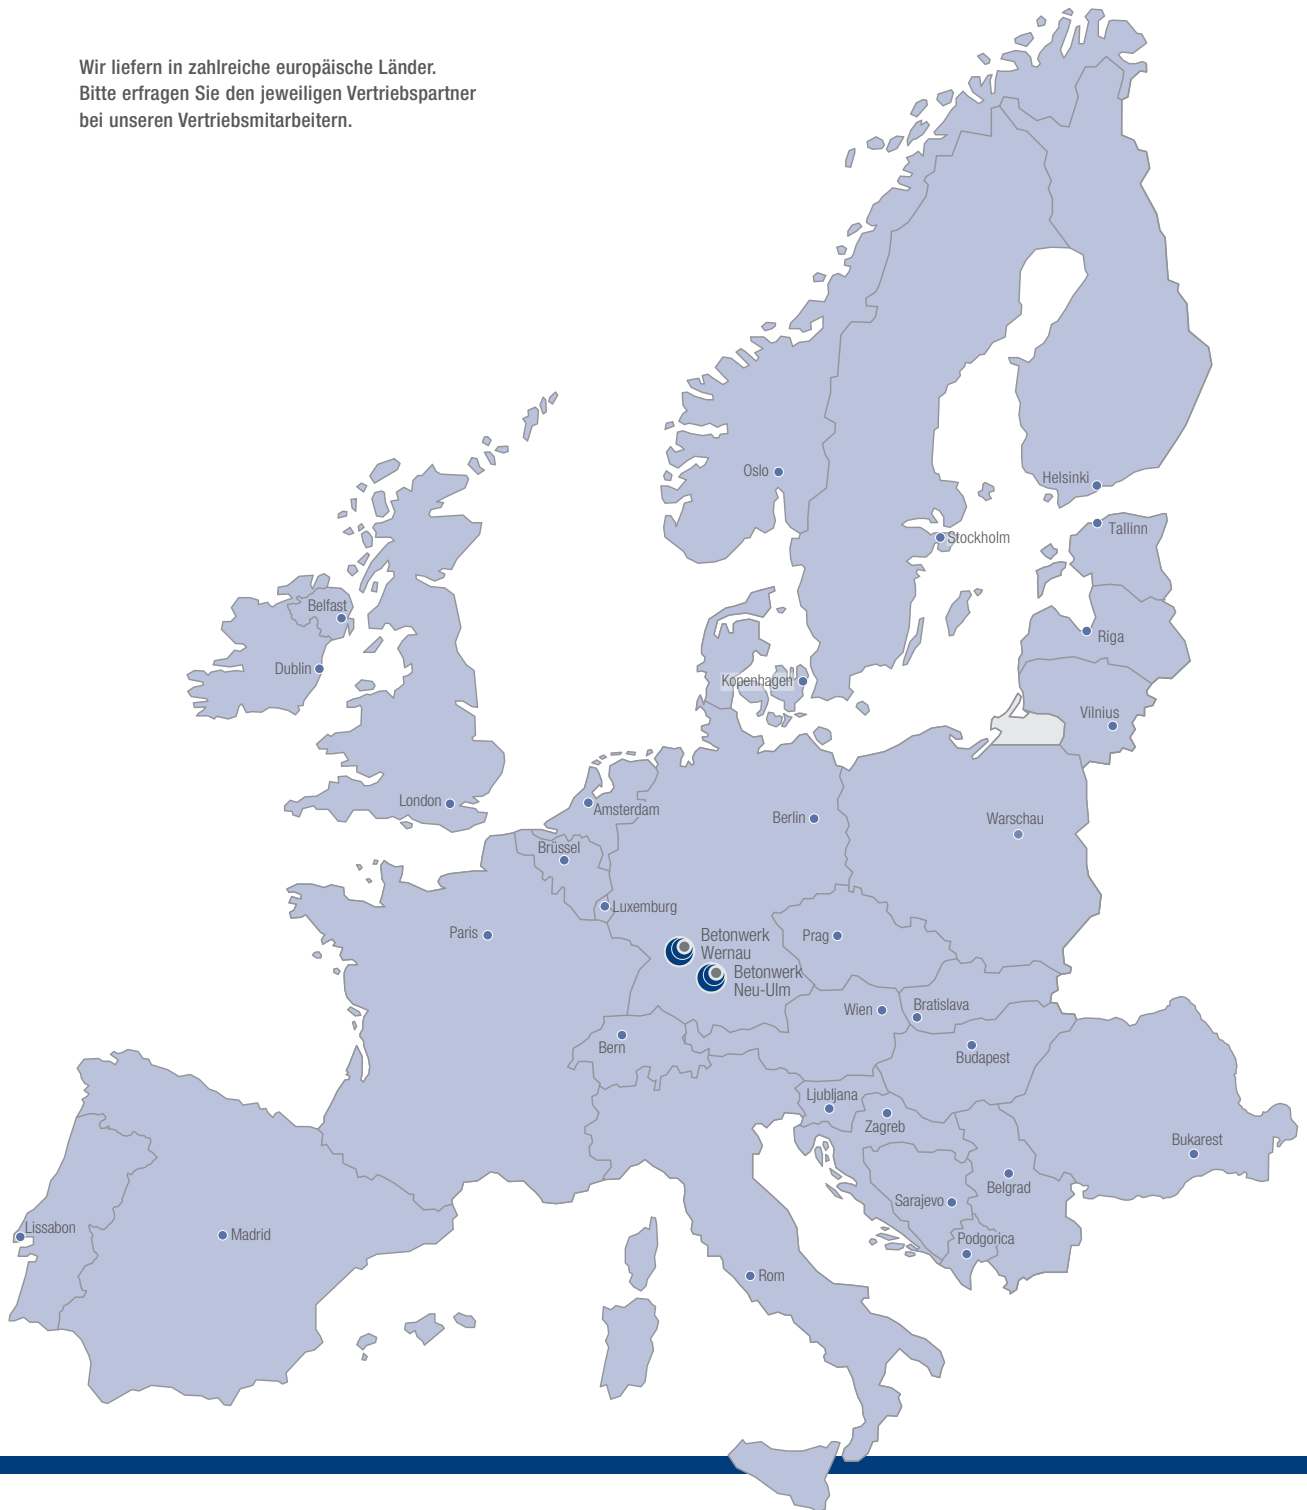 Wir liefern in zahlreiche europäische Länder.
Bitte erfragen Sie den jeweiligen Vertriebspartner
bei unseren Vertriebsmitarbeitern.
Oslo
Helsinki
Stockholm
Tallinn
Belfast
Riga
Dublin
Kopenhagen
Vilnius
London
Amsterdam
Berlin
Warschau
Brüssel
Luxemburg
Paris
Betonwerk
Wernau
Prag
Betonwerk
Neu-Ulm
Wien
Bratislava
Bern
Budapest
Ljubljana
Zagreb
Bukarest
Belgrad
Sarajevo
Lissabon
Madrid
Podgorica
Rom